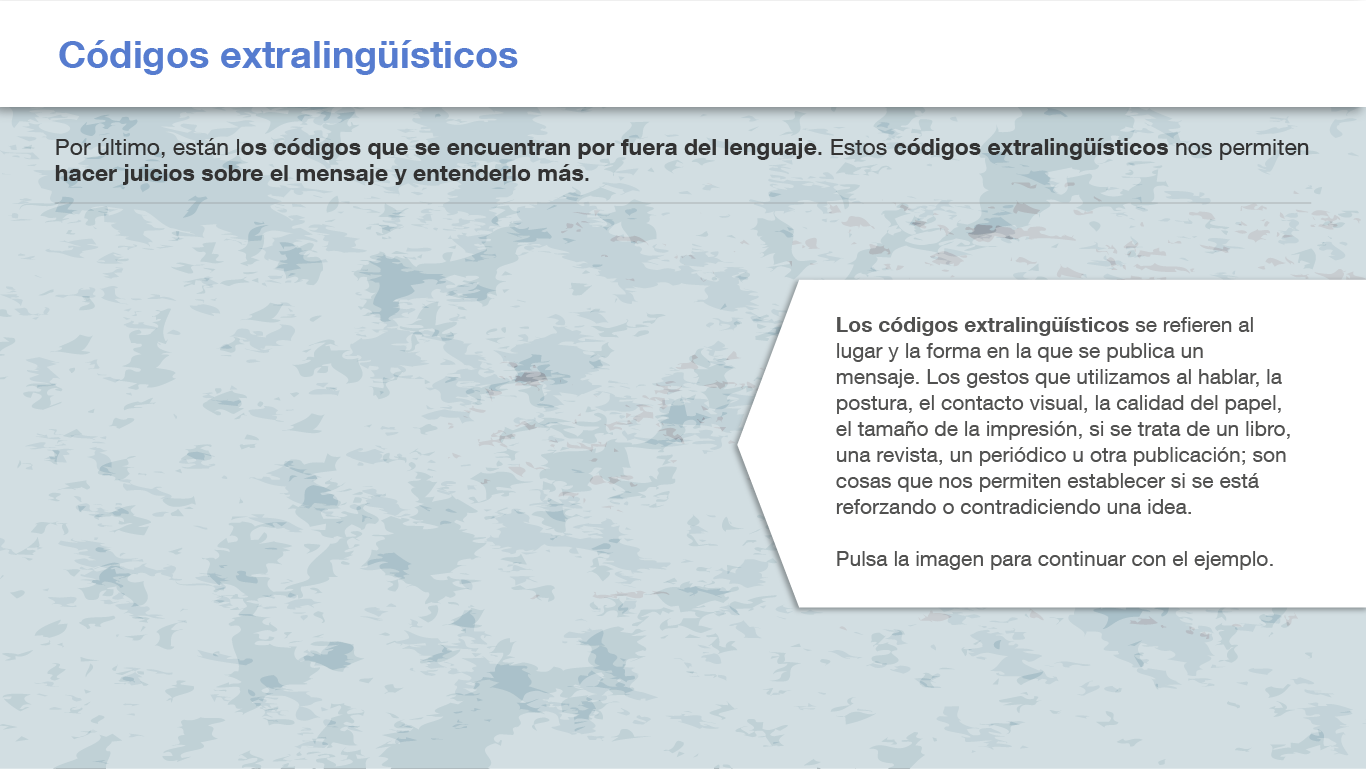 Códigos extralingüísticos
Por último, están los códigos que se encuentran por fuera del lenguaje. Estos códigos extralingüísticos nos permiten
hacer juicios sobre el mensaje y entenderlo más.
Los códigos extralingüísticos se refieren al
lugar y la forma en la que se publica un
mensaje. Los gestos que utilizamos al hablar, la
postura, el contacto visual, la calidad del papel,
el tamaño de la impresión, si se trata de un libro,
una revista, un periódico u otra publicación; son
cosas que nos permiten establecer si se está
reforzando o contradiciendo una idea.
Pulsa la imagen para continuar con el ejemplo.